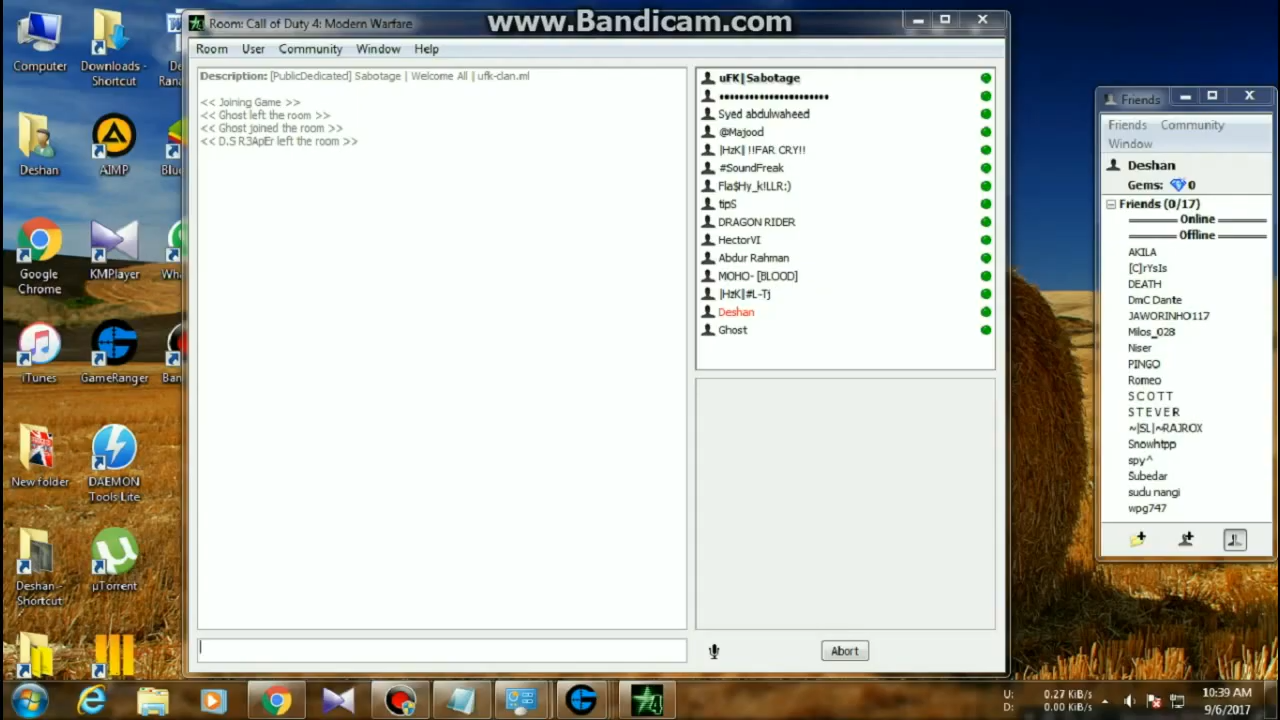 www.Bandicam.com
Room: Call of Duty 4: Modern Warfare
Room User Community Window Help
Description: [PublicDedicated] Sabotage | Welcome All | ufk-clan.ml
<< Joining Game >>
<< Ghost left the room >>
<< Ghost joined the room >>
<< D.S R3ApEr left the room >>
uFK|Sabotage
••••••••••••••••••••••
Syed abdulwaheed
@Majood
|HzK| !!FAR CRY!!
#SoundFreak
Fla$Hy_k!LLR:)
tipS
DRAGON RIDER
HectorVI
Abdur Rahman
MOHO- [BLOOD]
|HzK|#L-Tj
Deshan
Ghost
Abort
Friends
Friends Community
Window
Deshan
Gems: 0
Friends (0/17)
Online
Offline
AKILA
[C]rYsIs
DEATH
DmC Dante
JAWORINHO117
Milos_028
Niser
PINGO
Romeo
S C O T T
S T E V E R
~|SL|~RAJROX
Snowhtpp
spy^
Subedar
sudu nangi
wpg747
Computer
Downloads -
Shortcut
Deshan
AIMP
Google
Chrome
KMPlayer
iTunes
GameRanger
New folder
DAEMON
Tools Lite
Deshan -
Shortcut
µTorrent
U: 0.27 KiB/s
D: 0.00 KiB/s
10:39 AM
9/6/2017